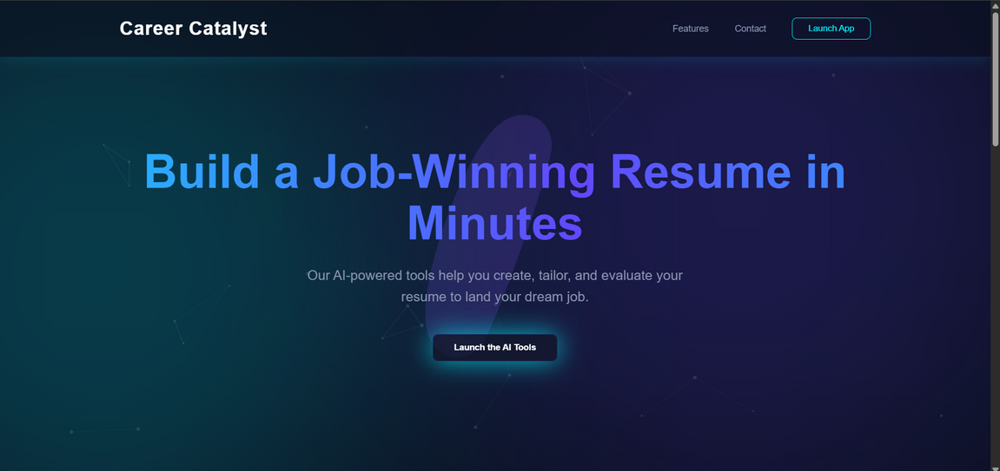 Career Catalyst
Features
Contact
Launch App
Build a Job-Winning Resume in
Minutes
Our AI-powered tools help you create, tailor, and evaluate your
resume to land your dream job.
Launch the AI Tools